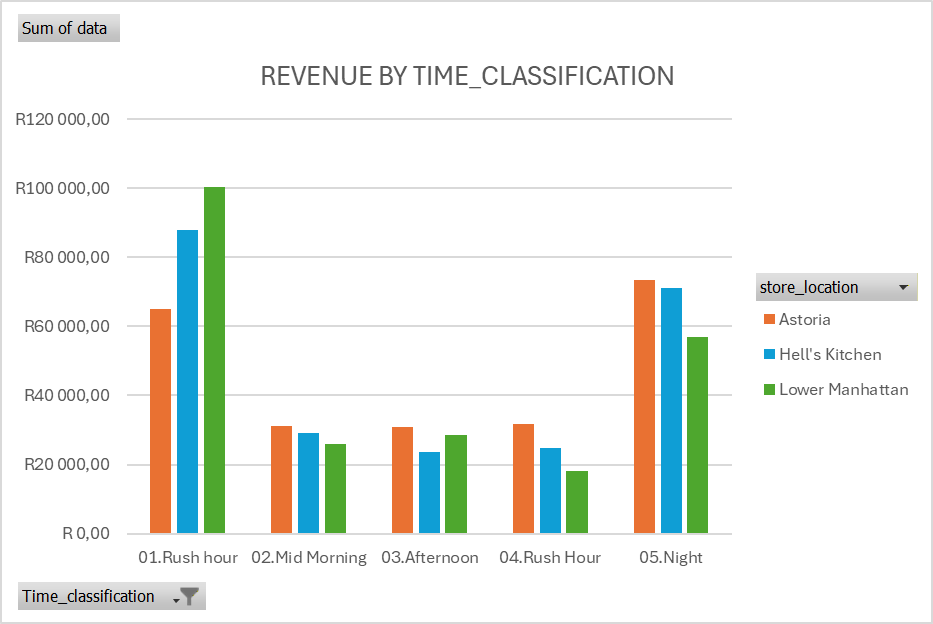 Sum of data
REVENUE BY TIME_CLASSIFICATION
R120 000,00
R100 000,00
R80 000,00
R60 000,00
R40 000,00
R20 000,00
R 0,00
01.Rush hour 02.Mid Morning 03.Afternoon 04.Rush Hour 05.Night
store_location
Astoria
Hell's Kitchen
Lower Manhattan
Time_classification